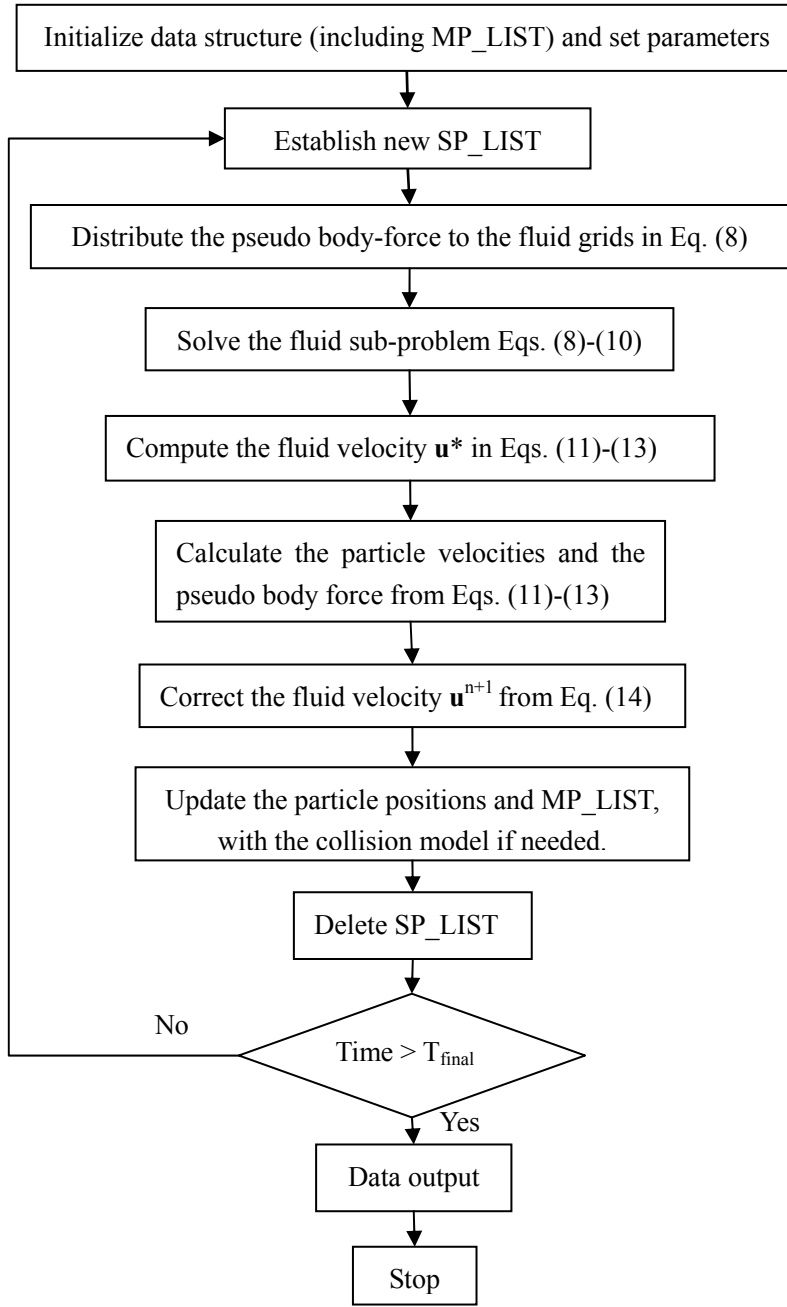 Initialize data structure (including MP_LIST) and set parameters
Establish new SP_LIST
Distribute the pseudo body-force to the fluid grids in Eq. (8)
Solve the fluid sub-problem Eqs. (8)-(10)
Compute the fluid velocity u* in Eqs. (11)-(13)
Calculate the particle velocities and the
pseudo body force from Eqs. (11)-(13)
Correct the fluid velocity uⁿ⁺¹ from Eq. (14)
Update the particle positions and MP_LIST,
with the collision model if needed.
Delete SP_LIST
No
Time > T_final
Yes
Data output
Stop